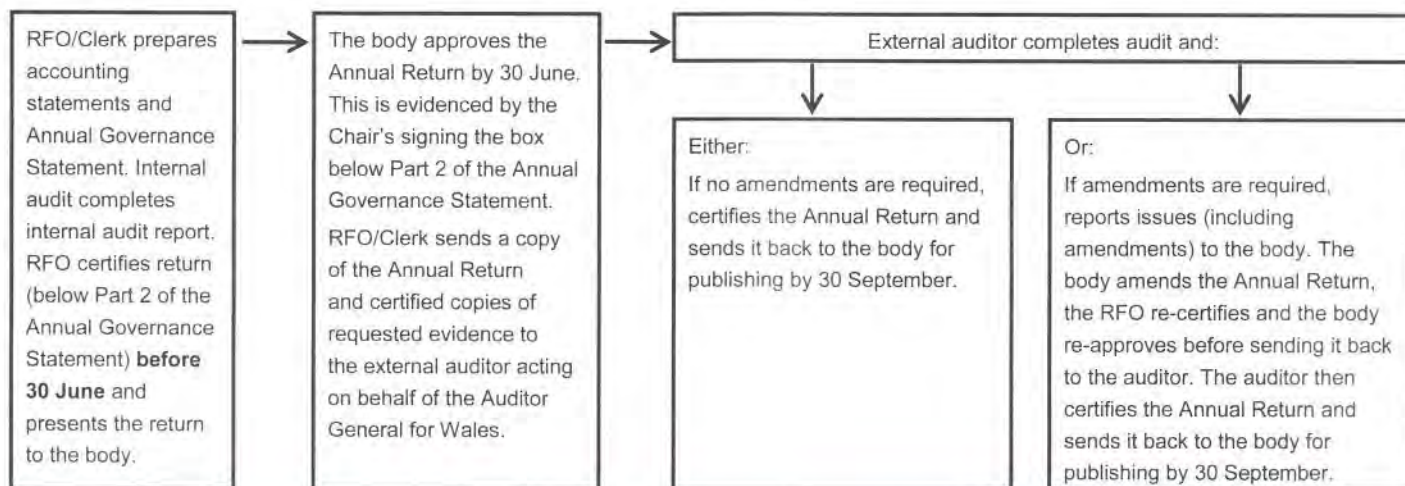 RFO/Clerk prepares
accounting
statements and
Annual Governance
Statement. Internal
audit completes
internal audit report.
RFO certifies return
(below Part 2 of the
Annual Governance
Statement) before
30 June and
presents the return
to the body.
The body approves the
Annual Return by 30 June.
This is evidenced by the
Chair's signing the box
below Part 2 of the Annual
Governance Statement.
RFO/Clerk sends a copy
of the Annual Return
and certified copies of
requested evidence to
the external auditor acting
on behalf of the Auditor
General for Wales.
External auditor completes audit and:
Either:
If no amendments are required,
certifies the Annual Return and
sends it back to the body for
publishing by 30 September.
Or:
If amendments are required,
reports issues (including
amendments) to the body. The
body amends the Annual Return,
the RFO re-certifies and the body
re-approves before sending it back
to the auditor. The auditor then
certifies the Annual Return and
sends it back to the body for
publishing by 30 September.